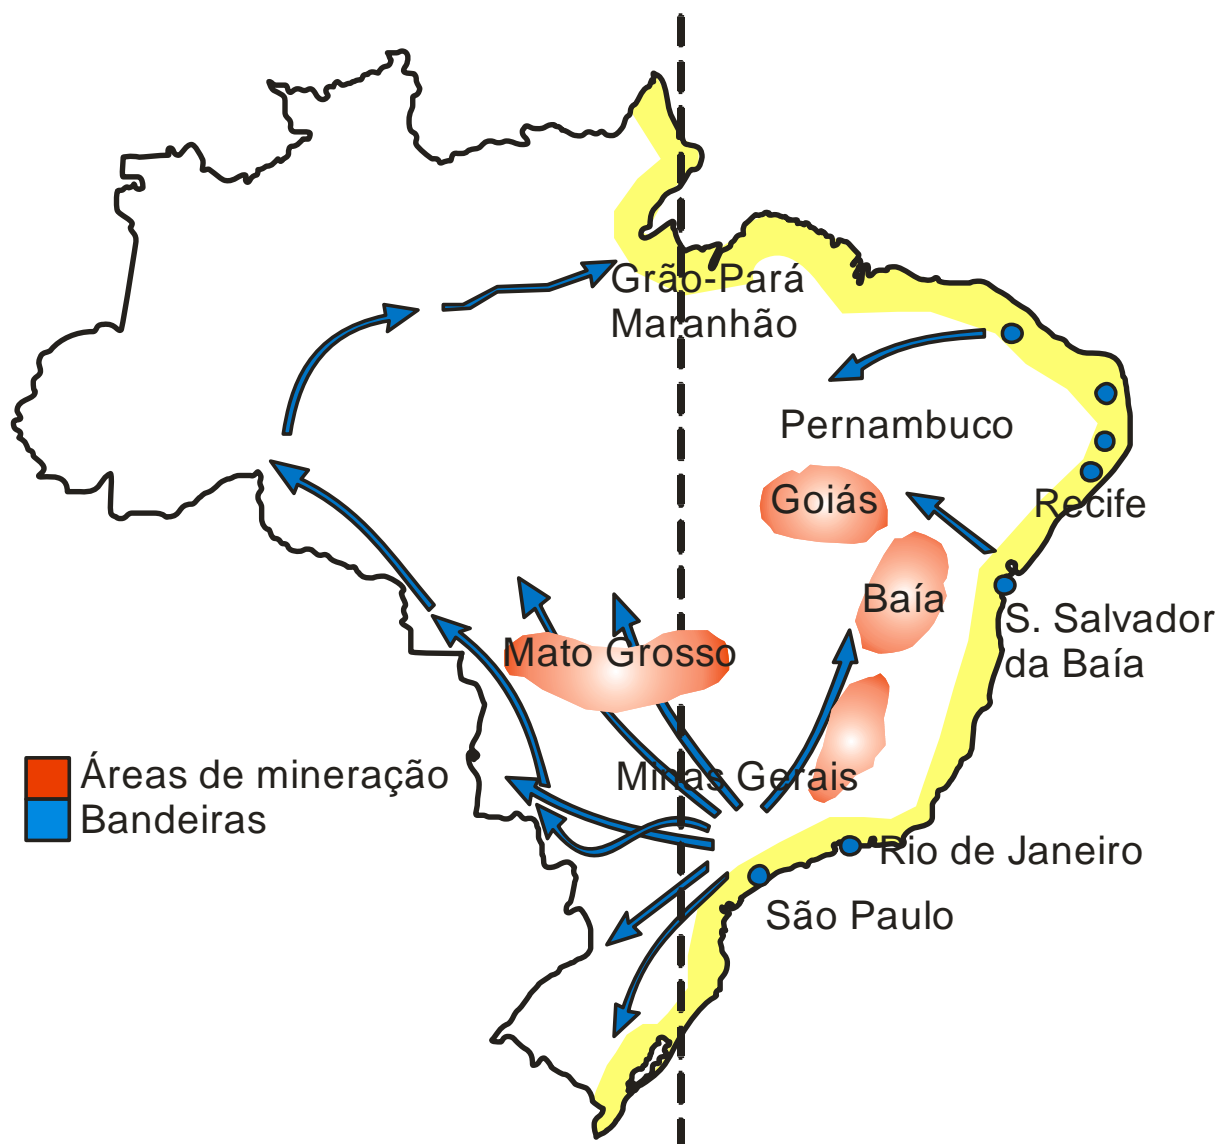 Grão-Pará
Maranhão
Pernambuco
Goiás
Recife
Baía
S. Salvador
da Baía
Mato Grosso
Minas Gerais
Áreas de mineração
Bandeiras
Rio de Janeiro
São Paulo